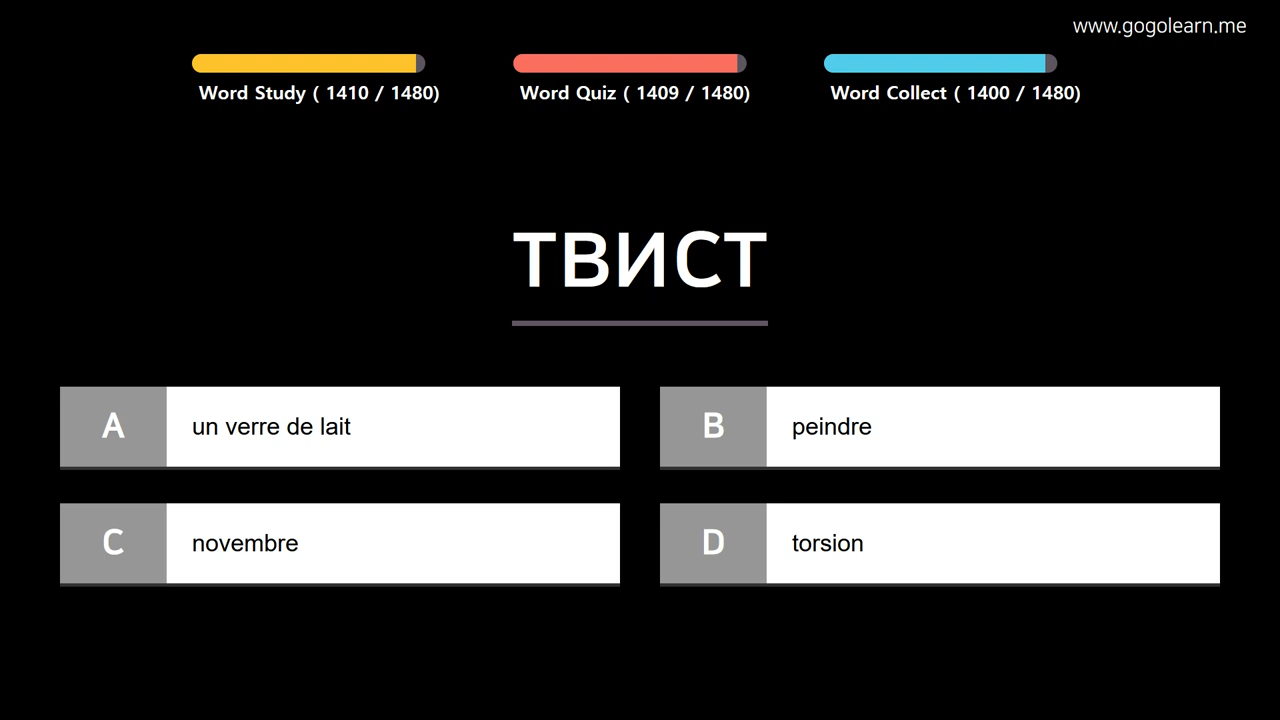 www.gogolearn.me
Word Study ( 1410 / 1480)
Word Quiz ( 1409 / 1480)
Word Collect ( 1400 / 1480)
ТВИСТ
A
un verre de lait
B
peindre
C
novembre
D
torsion